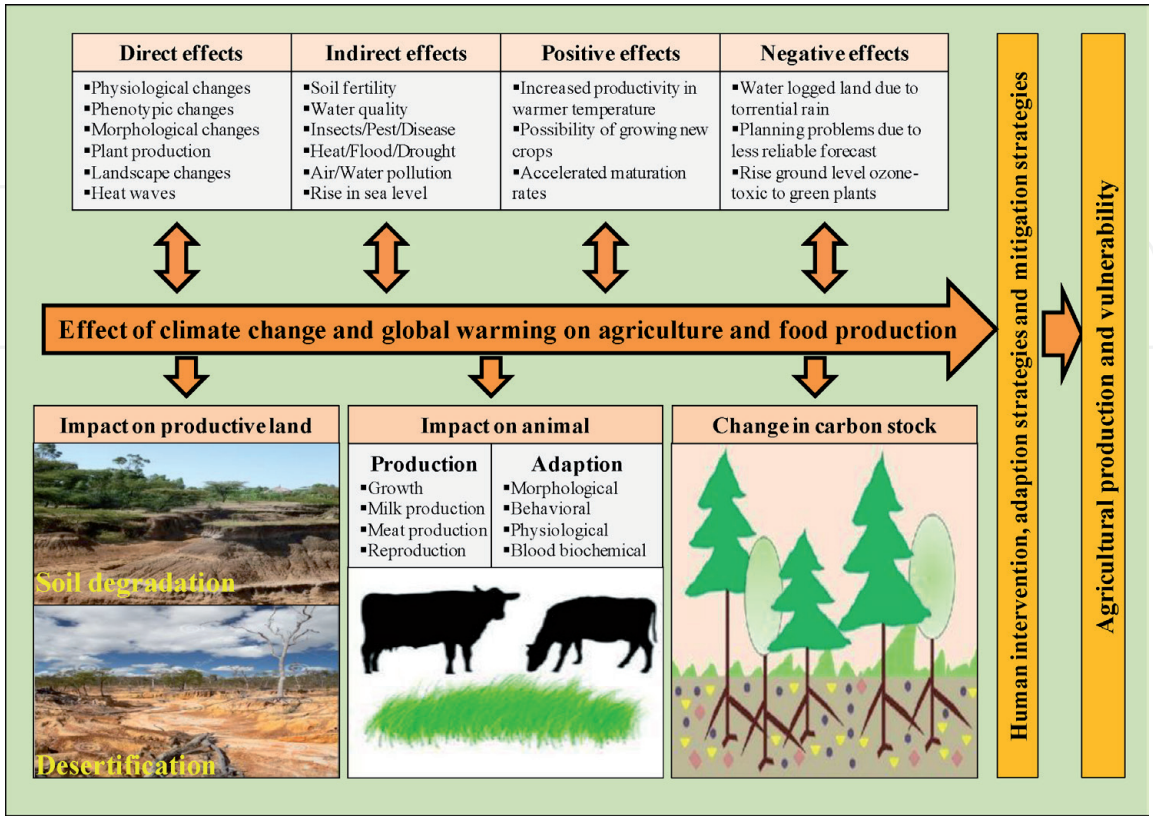 Direct effects
▪Physiological changes
▪Phenotypic changes
▪Morphological changes
▪Plant production
▪Landscape changes
▪Heat waves
Indirect effects
▪Soil fertility
▪Water quality
▪Insects/Pest/Disease
▪Heat/Flood/Drought
▪Air/Water pollution
▪Rise in sea level
Positive effects
▪Increased productivity in
warmer temperature
▪Possibility of growing new
crops
▪Accelerated maturation
rates
Negative effects
▪Water logged land due to
torrential rain
▪Planning problems due to
less reliable forecast
▪Rise ground level ozone-
toxic to green plants
Effect of climate change and global warming on agriculture and food production
Impact on productive land
Soil degradation
Desertification
Impact on animal
Production
▪Growth
▪Milk production
▪Meat production
▪Reproduction
Adaption
▪Morphological
▪Behavioral
▪Physiological
▪Blood biochemical
Change in carbon stock
Human intervention, adaption strategies and mitigation strategies
Agricultural production and vulnerability